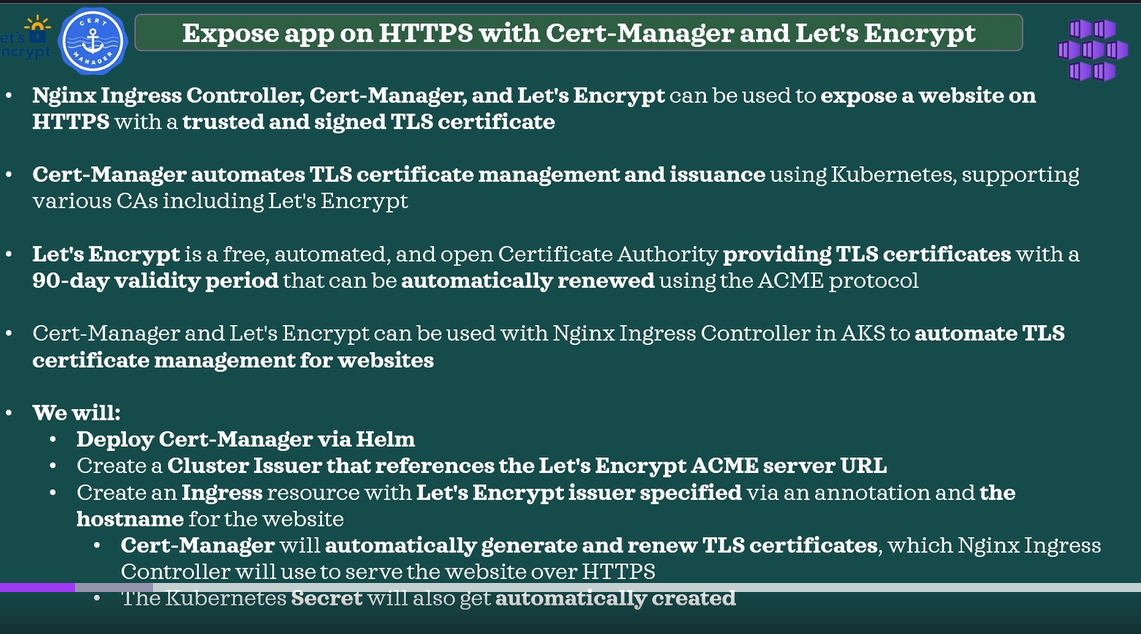 Expose app on HTTPS with Cert-Manager and Let's Encrypt
CERT
MANAGER
• Nginx Ingress Controller, Cert-Manager, and Let's Encrypt can be used to expose a website on
HTTPS with a trusted and signed TLS certificate
• Cert-Manager automates TLS certificate management and issuance using Kubernetes, supporting
various CAs including Let's Encrypt
• Let's Encrypt is a free, automated, and open Certificate Authority providing TLS certificates with a
90-day validity period that can be automatically renewed using the ACME protocol
• Cert-Manager and Let's Encrypt can be used with Nginx Ingress Controller in AKS to automate TLS
certificate management for websites
• We will:
• Deploy Cert-Manager via Helm
• Create a Cluster Issuer that references the Let's Encrypt ACME server URL
• Create an Ingress resource with Let's Encrypt issuer specified via an annotation and the
hostname for the website
• Cert-Manager will automatically generate and renew TLS certificates, which Nginx Ingress
Controller will use to serve the website over HTTPS
• The Kubernetes Secret will also get automatically created